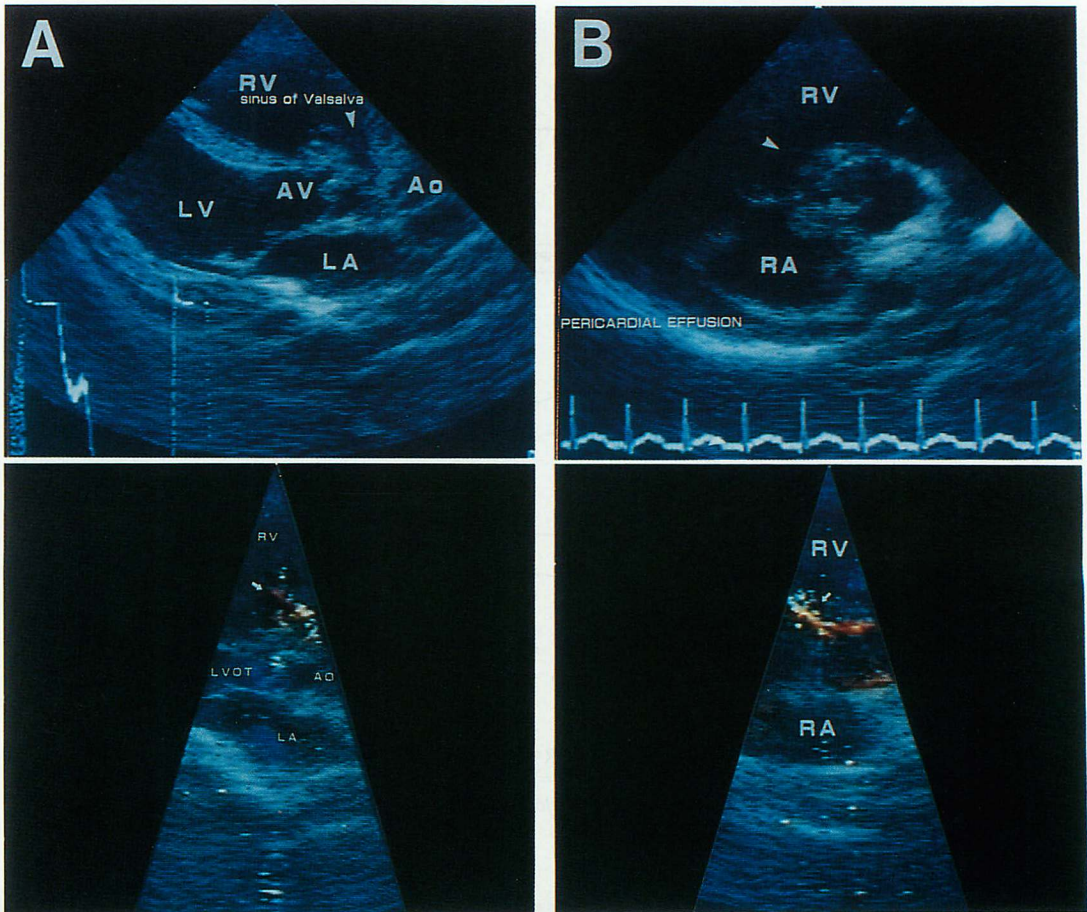 A
RV
sinus of Valsalva
AV
Ao
LV
LA
B
RV
RA
PERICARDIAL EFFUSION
RV
LVOT
AO
LA
RV
RA